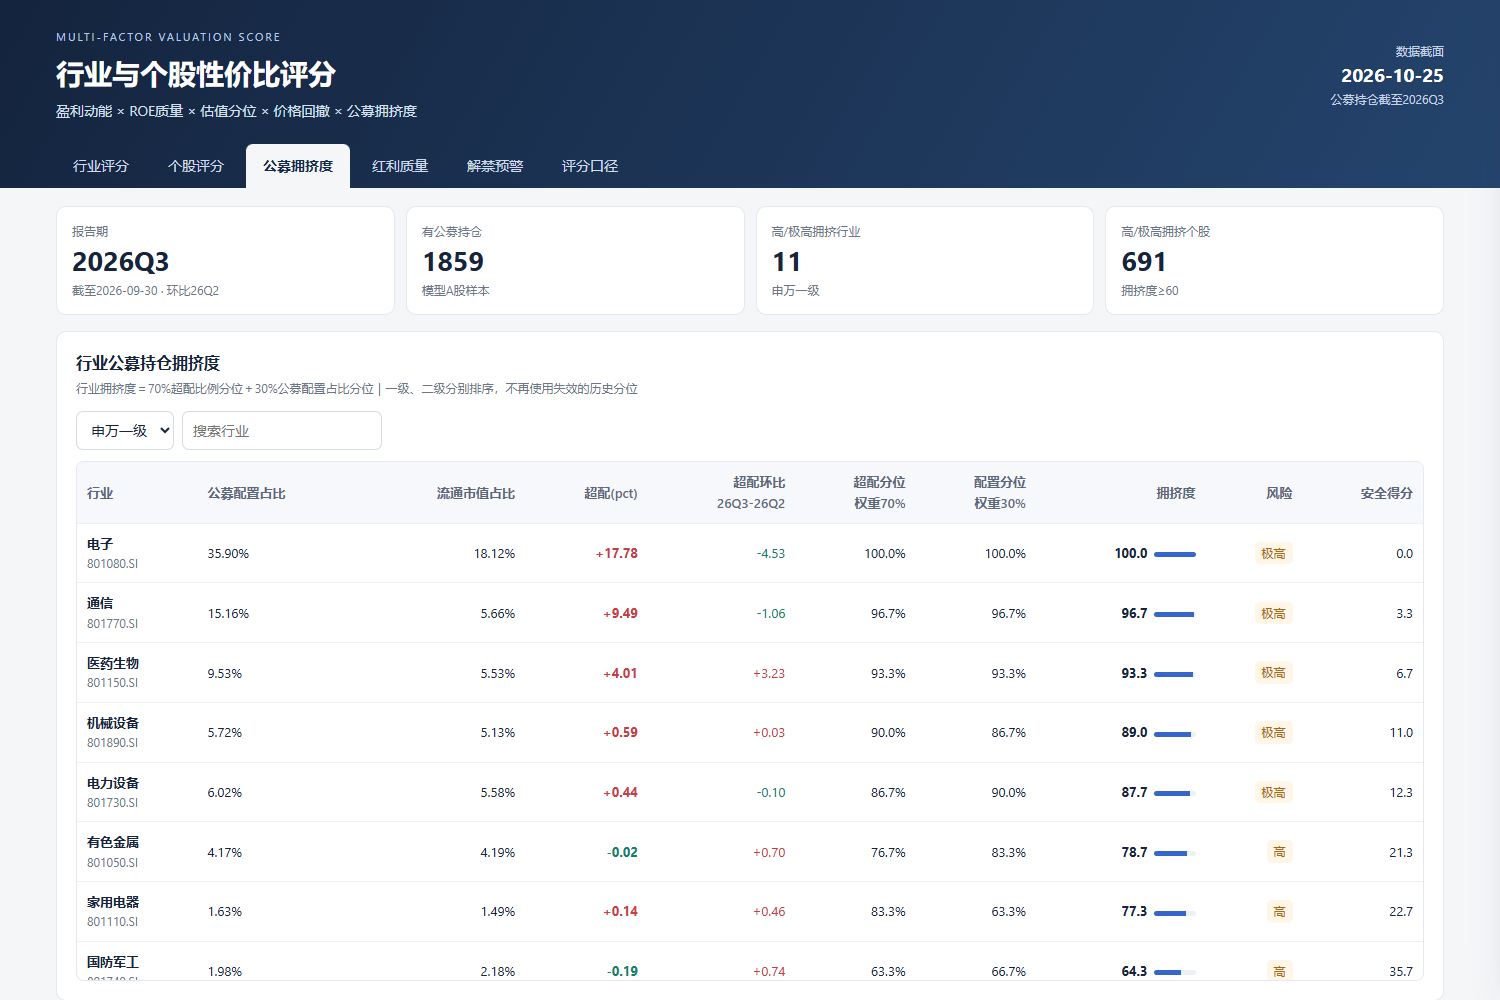 MULTI-FACTOR VALUATION SCORE
行业与个股性价比评分
盈利动能 × ROE质量 × 估值分位 × 价格回撤 × 公募拥挤度
数据截面
2026-10-25
公募持仓截至2026Q3
行业评分 个股评分 公募拥挤度 红利质量 解禁预警 评分口径
报告期
2026Q3
截至2026-09-30 · 环比26Q2
有公募持仓
1859
模型A股样本
高/极高拥挤行业
11
申万一级
高/极高拥挤个股
691
拥挤度≥60
行业公募持仓拥挤度
行业拥挤度 = 70%超配比例分位 + 30%公募配置占比分位 | 一级、二级分别排序，不再使用失效的历史分位
申万一级 搜索行业
行业 公募配置占比 流通市值占比 超配(pct) 超配环比 26Q3-26Q2 超配分位 权重70% 配置分位 权重30% 拥挤度 风险 安全得分
电子 801080.SI 35.90% 18.12% +17.78 -4.53 100.0% 100.0% 100.0 极高 0.0
通信 801770.SI 15.16% 5.66% +9.49 -1.06 96.7% 96.7% 96.7 极高 3.3
医药生物 801150.SI 9.53% 5.53% +4.01 +3.23 93.3% 93.3% 93.3 极高 6.7
机械设备 801890.SI 5.72% 5.13% +0.59 +0.03 90.0% 86.7% 89.0 极高 11.0
电力设备 801730.SI 6.02% 5.58% +0.44 -0.10 86.7% 90.0% 87.7 极高 12.3
有色金属 801050.SI 4.17% 4.19% -0.02 +0.70 76.7% 83.3% 78.7 高 21.3
家用电器 801110.SI 1.63% 1.49% +0.14 +0.46 83.3% 63.3% 77.3 高 22.7
国防军工 1.98% 2.18% -0.19 +0.74 63.3% 66.7% 64.3 高 35.7